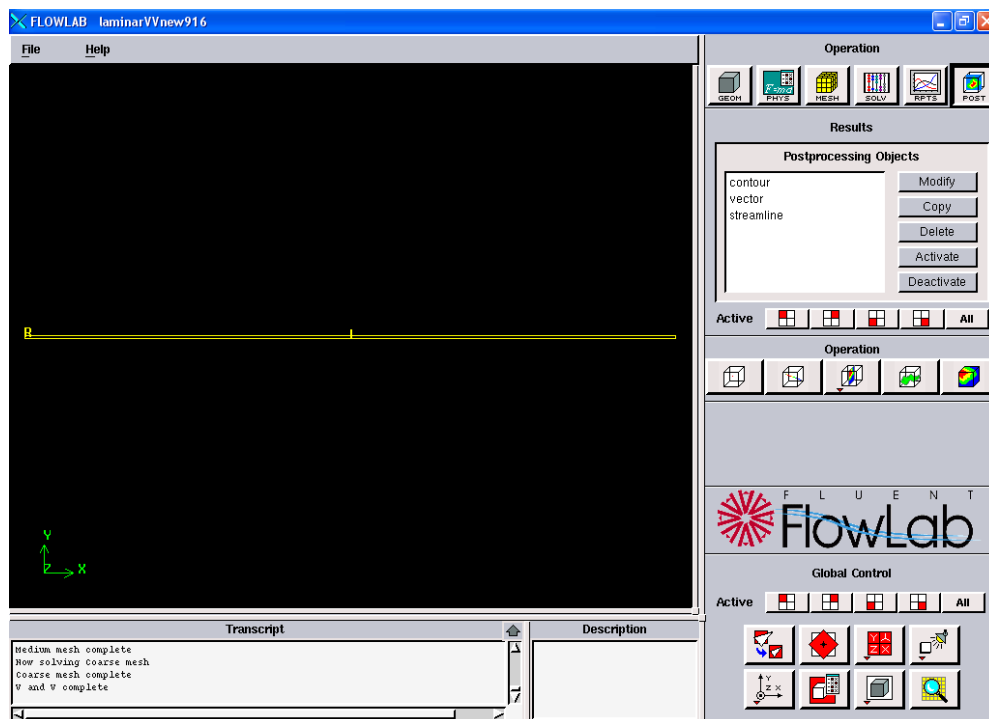 FLOWLAB laminarVVnew916
File Help
Operation
GEOM PHYS MESH SOLV RPTS POST
F=ma
Results
Postprocessing Objects
contour
vector
streamline
Modify
Copy
Delete
Activate
Deactivate
Active All
Operation
R I
F L U E N T
FlowLab
Y
Z X
Global Control
Active All
Y
Z X
Transcript
Description
Medium mesh complete
Now solving Coarse mesh
Coarse mesh complete
V and V complete